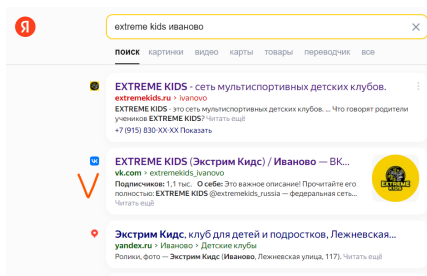 Я
extreme kids иваново
поиск картинки видео карты товары переводчик все
EXTREME KIDS - сеть мультиспортивных детских клубов.
extremekids.ru › ivanovo
EXTREME KIDS - это сеть мультиспортивных детских клубов. ... Что говорят родители
учеников EXTREME KIDS? Читать ещё
+7 (915) 830-XX-XX Показать
EXTREME KIDS (Экстрим Кидс) / Иваново — ВК...
vk.com › extremekids_ivanovo
Подписчиков: 1,1 тыс. О себе: Это важное описание! Прочитайте его
полностью: EXTREME KIDS @extremekids_russia — федеральная сеть...
Читать ещё
EXTREME
KIDS
Экстрим Кидс, клуб для детей и подростков, Лежневская...
yandex.ru › Иваново › Детские клубы
Ролики, фото — Экстрим Кидс (Иваново, Лежневская улица, 117). Читать ещё